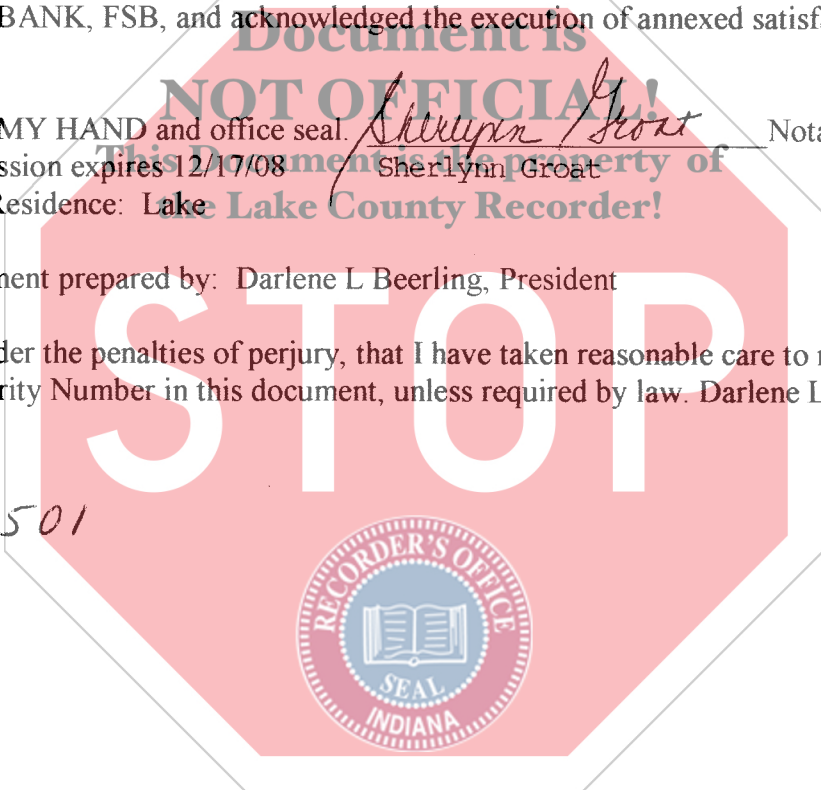 BANK, FSB, and acknowledged the execution of annexed satisf
Document is
NOT OFFICIAL!
MY HAND and office seal. Sherlynn Groat Nota
This Document is the property of
ssion expires 12/17/08 Sherlynn Groat
the Lake County Recorder!
Residence: Lake
ment prepared by: Darlene L Beerling, President
STOP
der the penalties of perjury, that I have taken reasonable care to r
rity Number in this document, unless required by law. Darlene L
501
RECORDER'S OFFICE
SEAL
INDIANA